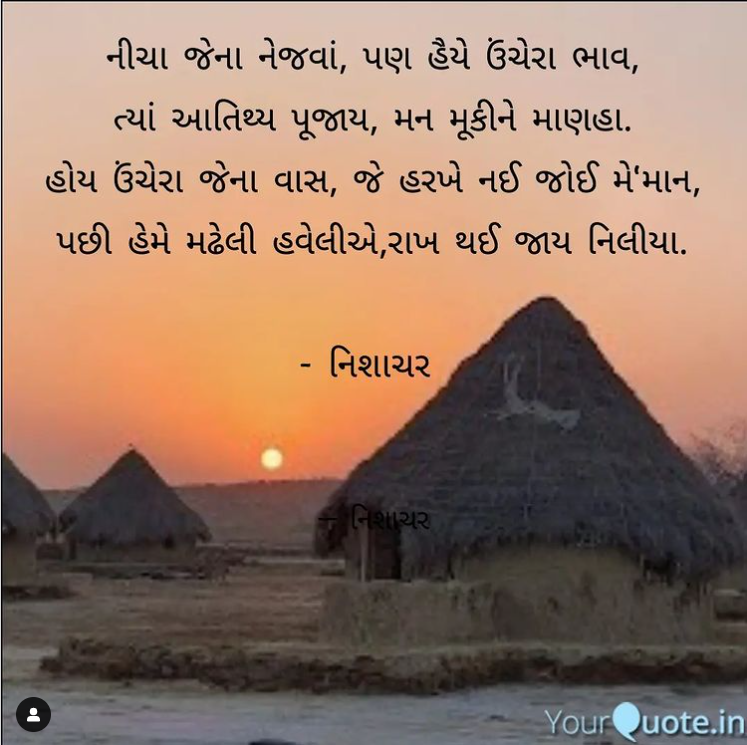 નીચા જેના નેજવાં, પણ હૈયે ઉંચેરા ભાવ,
ત્યાં આતિથ્ય પૂજાય, મન મૂકીને માણહા.
હોય ઉંચેરા જેના વાસ, જે હરખે નઈ જોઈ મે'માન,
પછી હેમે મઢેલી હવેલીએ,રાખ થઈ જાય નિલીયા.
- નિશાચર
– નિશાચર
YourQuote.in